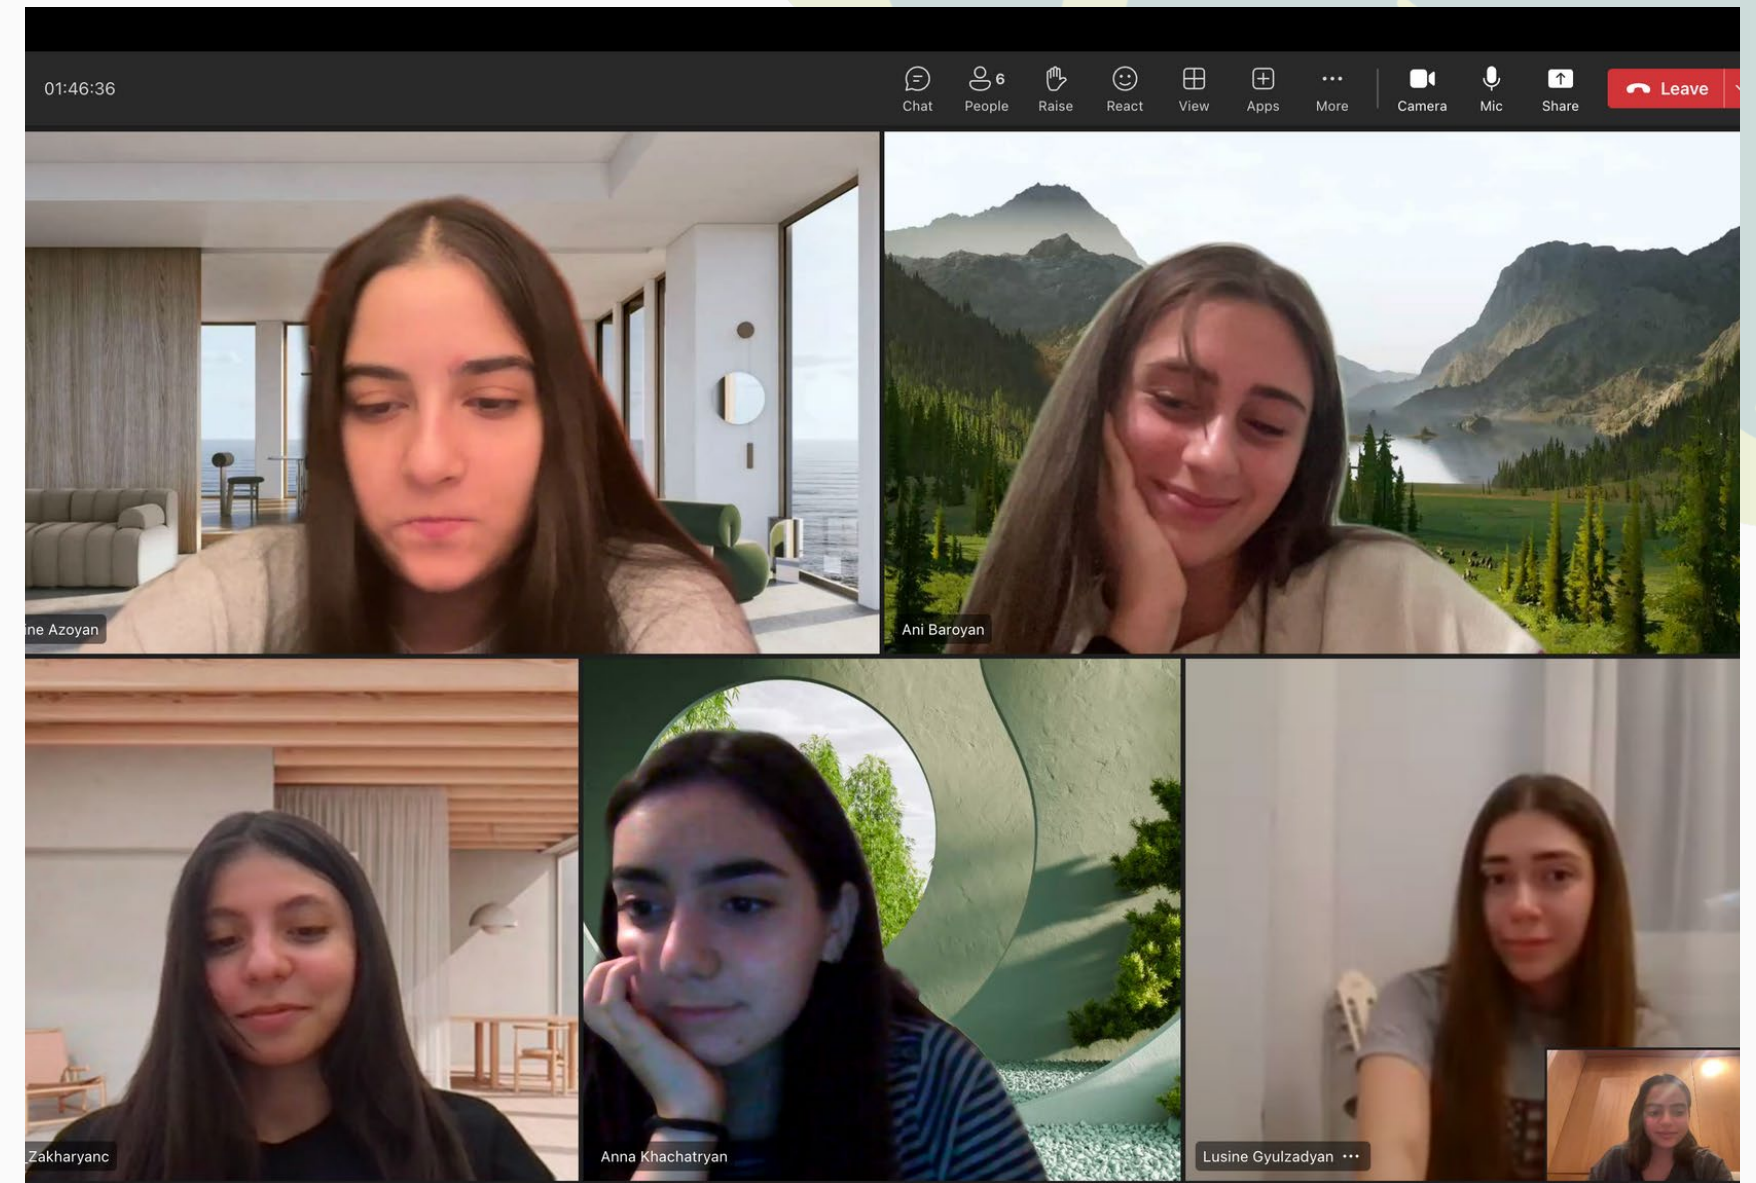 01:46:36
6
Chat People Raise React View Apps More Camera Mic Share Leave
ine Azoyan
Ani Baroyan
Zakharyanc
Anna Khachatryan
Lusine Gyulzadyan ···